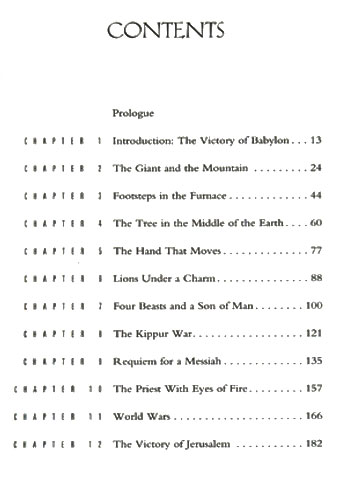 CONTENTS
Prologue
CHAPTER 1 Introduction: The Victory of Babylon . . . 13
CHAPTER 2 The Giant and the Mountain . . . . . . . . . 24
CHAPTER 3 Footsteps in the Furnace . . . . . . . . . . . . . . 44
CHAPTER 4 The Tree in the Middle of the Earth . . . . 60
CHAPTER 5 The Hand That Moves . . . . . . . . . . . . . . 77
CHAPTER 6 Lions Under a Charm . . . . . . . . . . . . . . . 88
CHAPTER 7 Four Beasts and a Son of Man . . . . . . . . 100
CHAPTER 8 The Kippur War. . . . . . . . . . . . . . . . . . 121
CHAPTER 9 Requiem for a Messiah . . . . . . . . . . . . . 135
CHAPTER 10 The Priest With Eyes of Fire . . . . . . . . . 157
CHAPTER 11 World Wars . . . . . . . . . . . . . . . . . . . . . 166
CHAPTER 12 The Victory of Jerusalem . . . . . . . . . . . 182